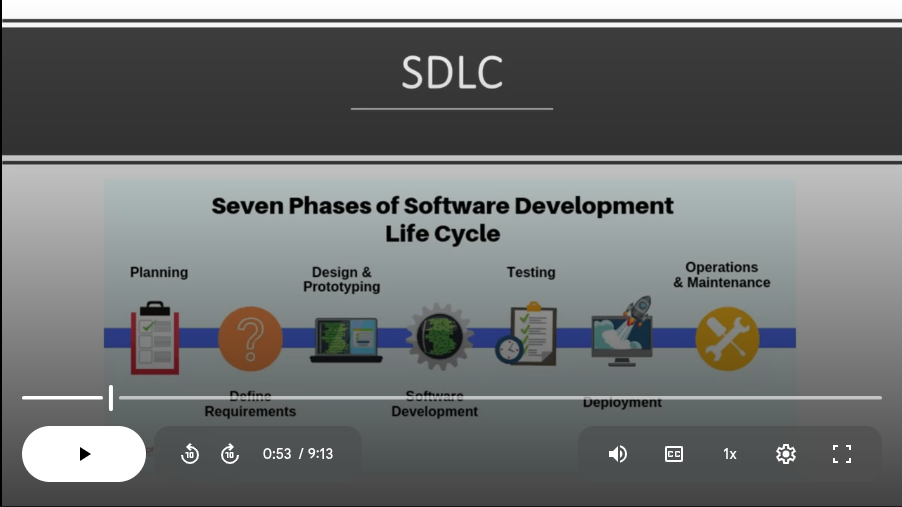 SDLC
Seven Phases of Software Development
Life Cycle
Planning
Design &
Prototyping
Testing
Operations
& Maintenance
Define
Requirements
Software
Development
Deployment
10
10
0:53 / 9:13
CC
1x